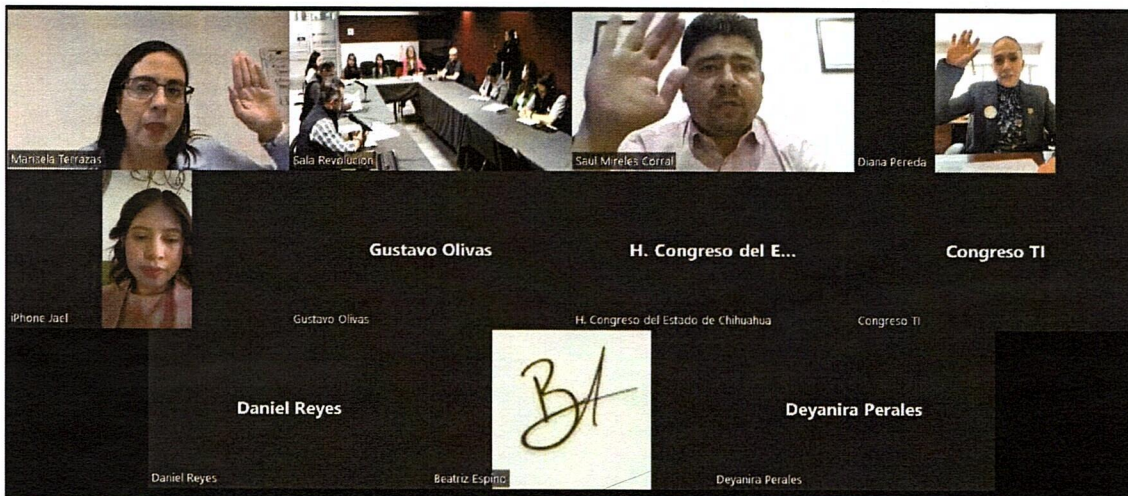 Marisela Terrazas
Sala Revolución
Saul Mireles Corral
Diana Pereda
iPhone Jael
Gustavo Olivas
Gustavo Olivas
H. Congreso del E...
H. Congreso del Estado de Chihuahua
Congreso TI
Congreso TI
Daniel Reyes
Daniel Reyes
BA
Beatriz Espino
Deyanira Perales
Deyanira Perales